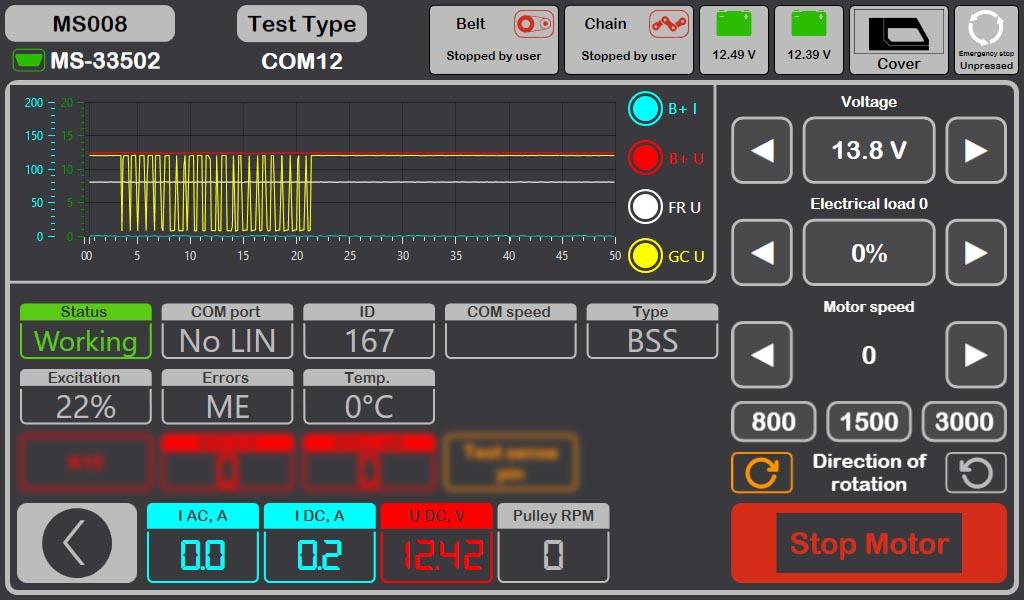 MS008
Test Type
Belt
Chain
MS-33502
COM12
Stopped by user
Stopped by user
12.49 V
12.39 V
Cover
Emergency stop
Unpressed
200
150
100
50
0
20
15
10
5
0
00 5 10 15 20 25 30 35 40 45 50
B+ I
B+ U
FR U
GC U
Voltage
13.8 V
Electrical load 0
0%
Motor speed
0
800 1500 3000
Direction of
rotation
Stop Motor
Status
Working
COM port
No LIN
ID
167
COM speed
Type
BSS
Excitation
22%
Errors
ME
Temp.
0°C
0
0
Test sense
pin
I AC, A
0.0
I DC, A
0.2
U DC, V
12.42
Pulley RPM
0